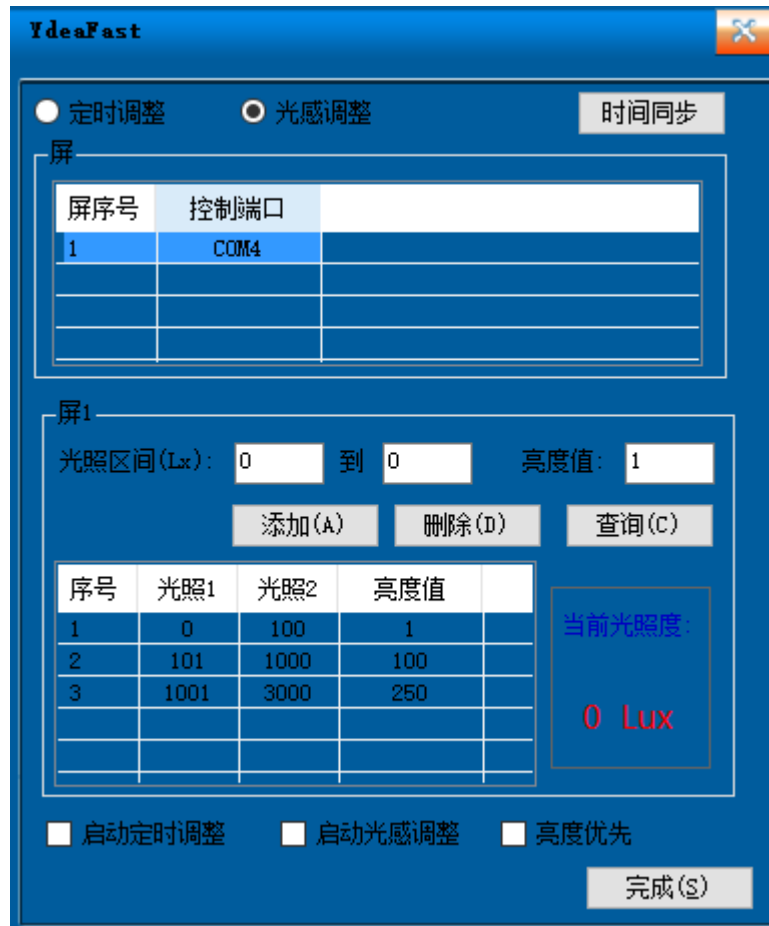 YdeaFast
定时调整 光感调整 时间同步
屏
屏序号 控制端口
1 COM4
屏1
光照区间(Lx): 0 到 0 亮度值: 1
添加(A) 删除(D) 查询(C)
序号 光照1 光照2 亮度值
1 0 100 1
2 101 1000 100
3 1001 3000 250
当前光照度:
0 Lux
启动定时调整 启动光感调整 亮度优先
完成(S)